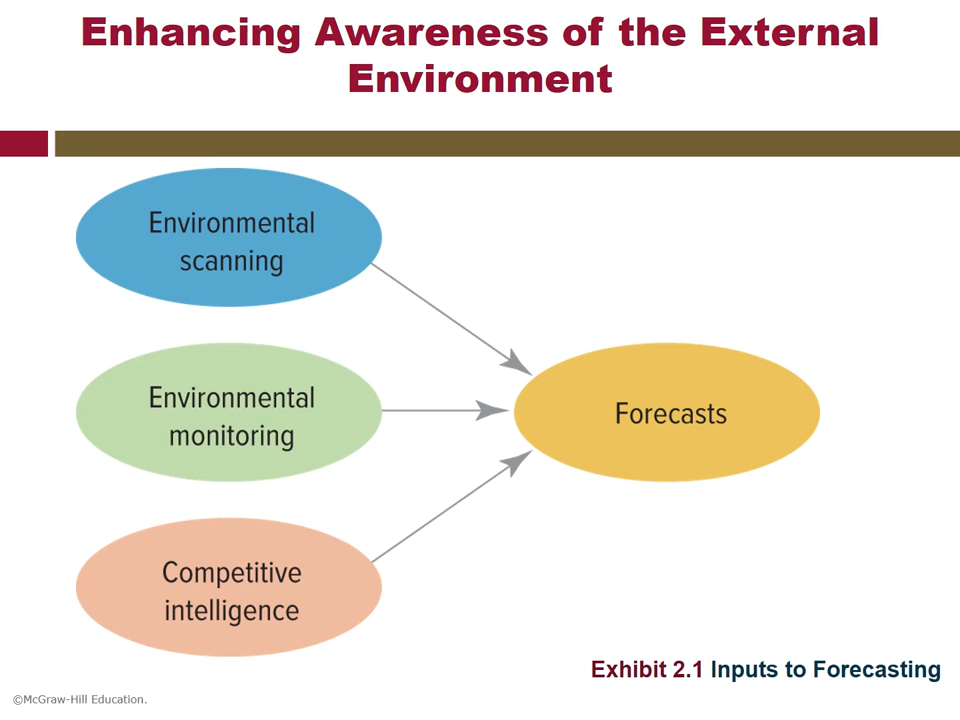 Enhancing Awareness of the External
Environment
Environmental
scanning
Environmental
monitoring
Forecasts
Competitive
intelligence
Exhibit 2.1 Inputs to Forecasting
©McGraw-Hill Education.